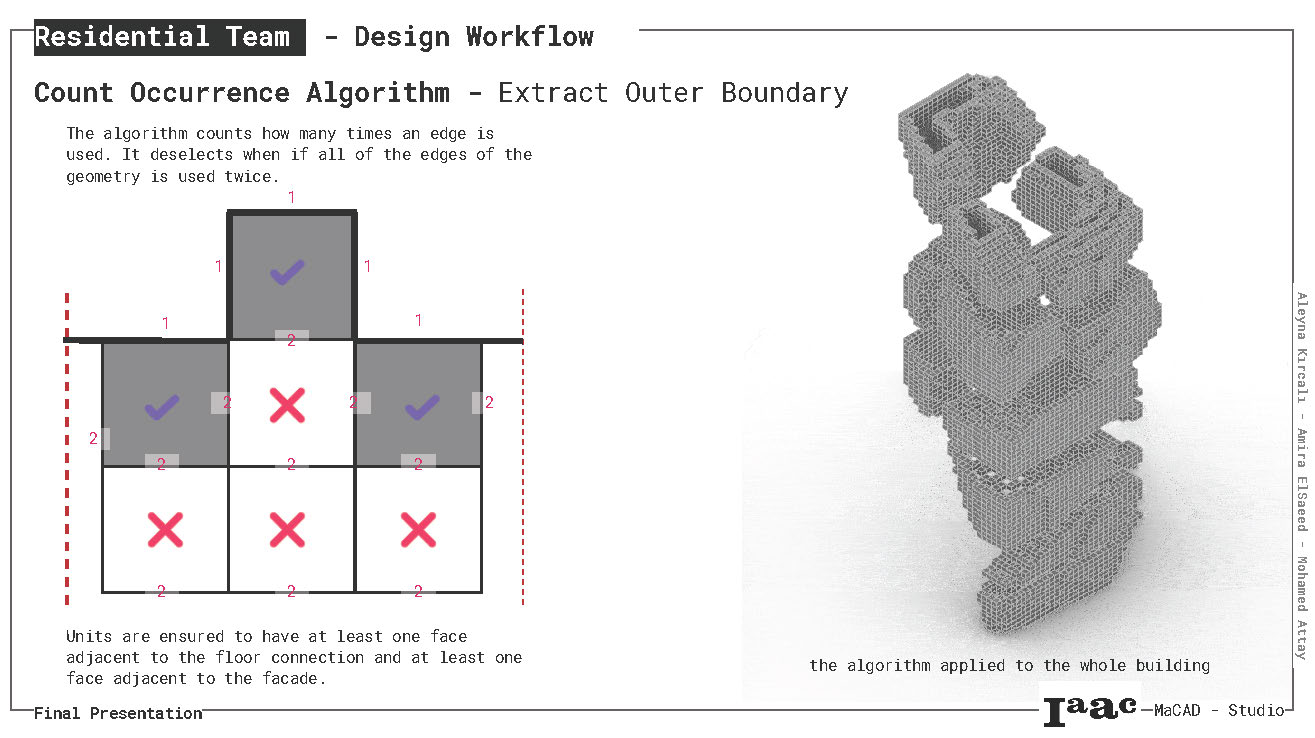 Residential Team - Design Workflow
Count Occurrence Algorithm - Extract Outer Boundary
The algorithm counts how many times an edge is
used. It deselects when if all of the edges of the
geometry is used twice.
1
1 1
1 1
2
2 2 2
2
2 2 2
2 2 2
Units are ensured to have at least one face
adjacent to the floor connection and at least one
face adjacent to the facade.
the algorithm applied to the whole building
Aleyna Kircalı - Amira ElSaeed - Mohamed Attay
Final Presentation
Iaac MaCAD - Studio